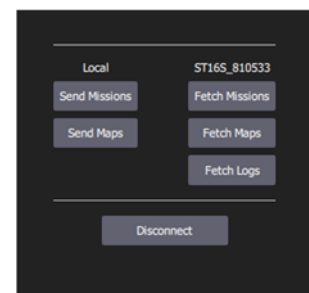 Local ST16S_810533
Send Missions Fetch Missions
Send Maps Fetch Maps
Fetch Logs
Disconnect